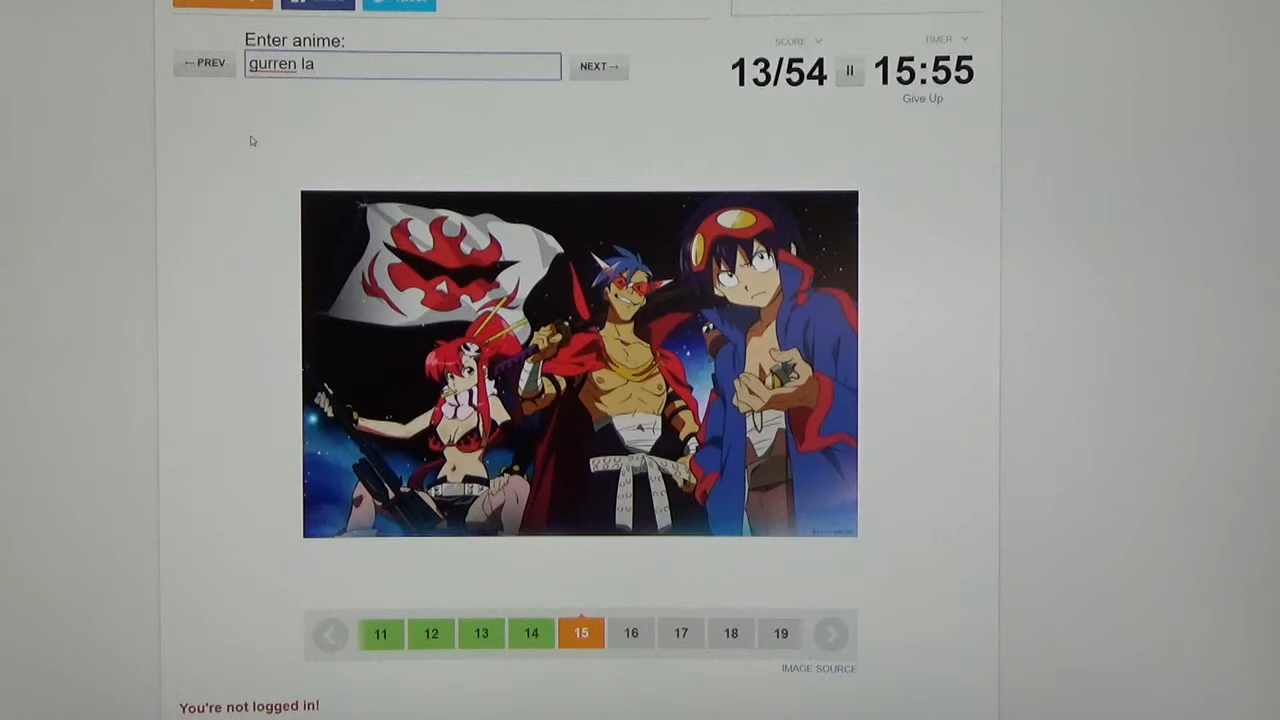 Enter anime:
← PREV
gurren la
NEXT →
SCORE
13/54
TIMER
15:55
Give Up
11
12
13
14
15
16
17
18
19
IMAGE SOURCE
You're not logged in!